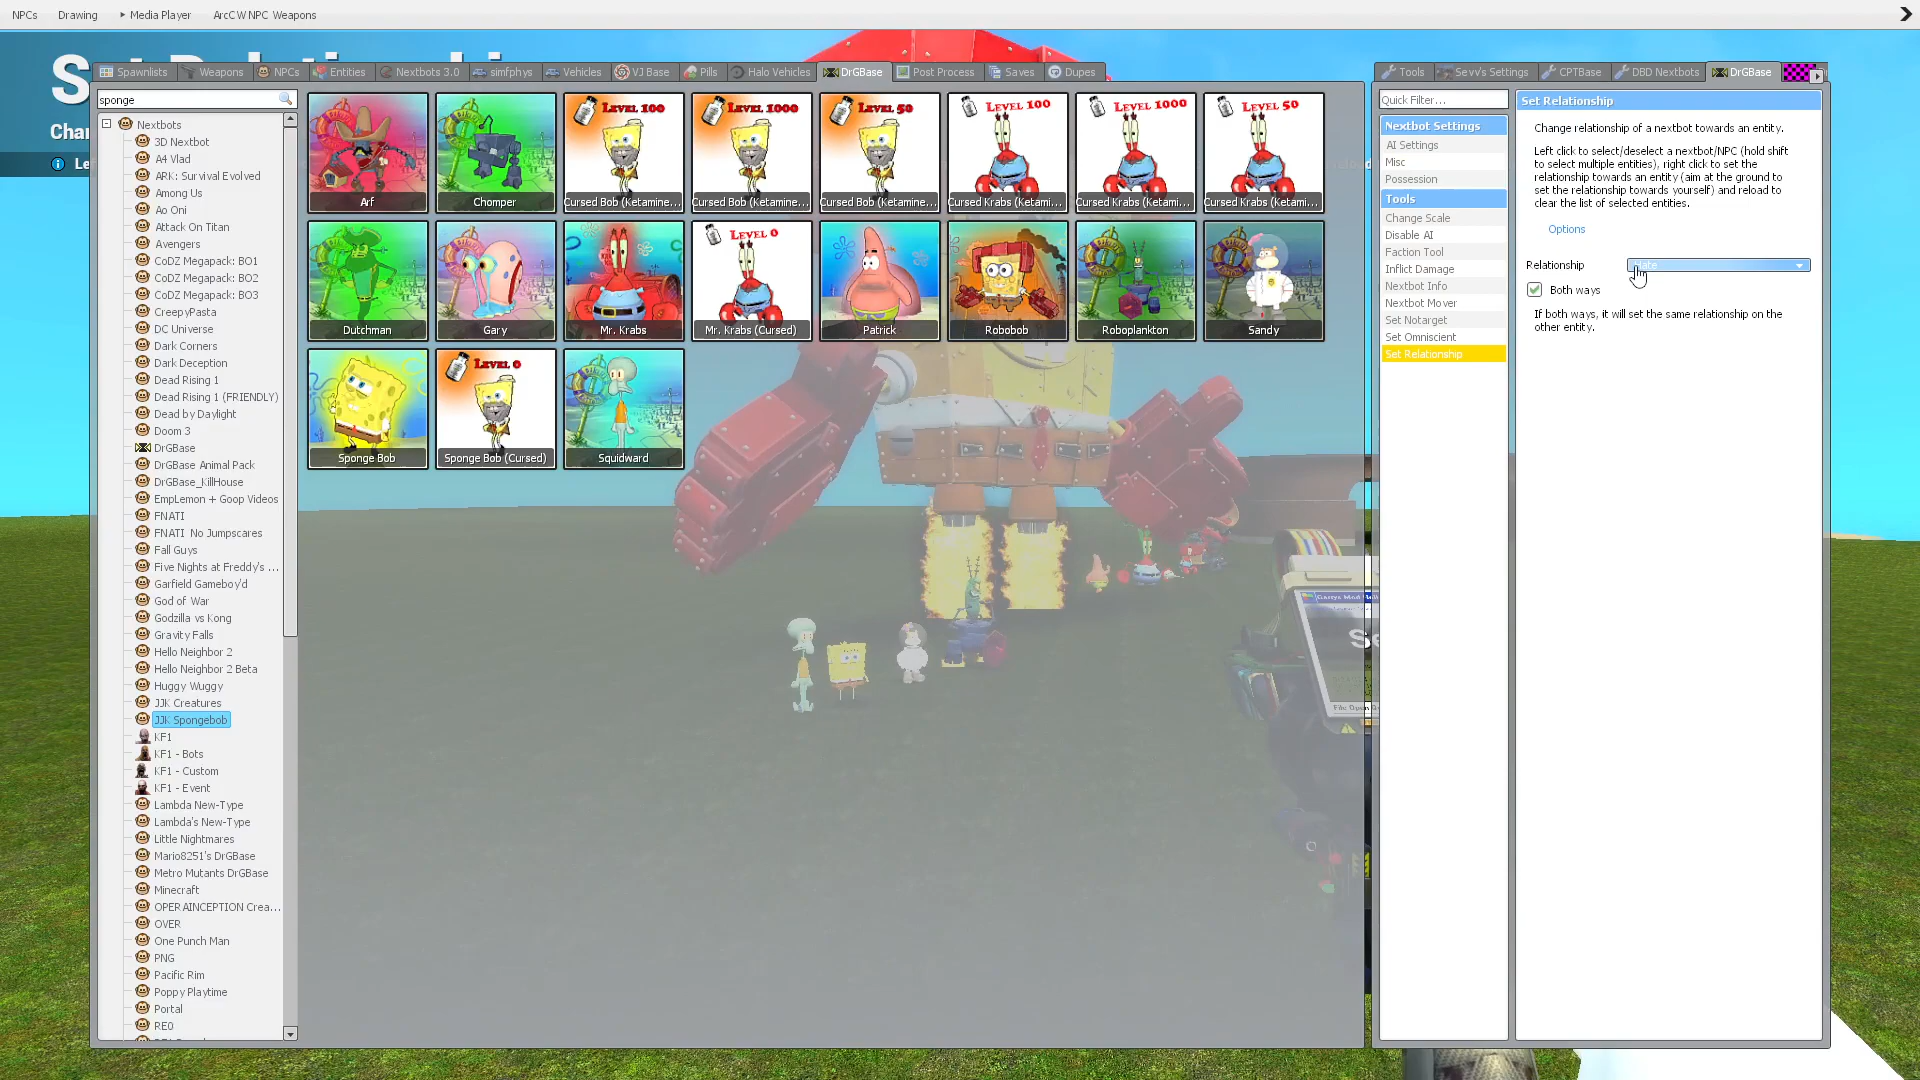 NPCs Drawing Media Player ArcCW NPC Weapons
Spawnlists Weapons NPCs Entities Nextbots 3.0 simfphys Vehicles VJ Base Pills Halo Vehicles DrGBase Post Process Saves Dupes
Tools Sevv's Settings CPTBase DBD Nextbots DrGBase
Cha
Le
sponge
Nextbots
3D Nextbot
A4 Vlad
ARK: Survival Evolved
Among Us
Ao Oni
Attack On Titan
Avengers
CoDZ Megapack: BO1
CoDZ Megapack: BO2
CoDZ Megapack: BO3
CreepyPasta
DC Universe
Dark Corners
Dark Deception
Dead Rising 1
Dead Rising 1 (FRIENDLY)
Dead by Daylight
Doom 3
DrGBase
DrGBase Animal Pack
DrGBase_KillHouse
EmpLemon + Goop Videos
FNATI
FNATI No Jumpscares
Fall Guys
Five Nights at Freddy's ...
Garfield Gameboy'd
God of War
Godzilla vs Kong
Gravity Falls
Hello Neighbor 2
Hello Neighbor 2 Beta
Huggy Wuggy
JJK Creatures
JJK Spongebob
KF1
KF1 - Bots
KF1 - Custom
KF1 - Event
Lambda New-Type
Lambda's New-Type
Little Nightmares
Mario8251's DrGBase
Metro Mutants DrGBase
Minecraft
OPERAINCEPTION Crea...
OVER
One Punch Man
PNG
Pacific Rim
Poppy Playtime
Portal
RE0
LEVEL 100 LEVEL 1000 LEVEL 50 LEVEL 100 LEVEL 1000 LEVEL 50
Arf Chomper Cursed Bob (Ketamine... Cursed Bob (Ketamine... Cursed Bob (Ketamine... Cursed Krabs (Ketami... Cursed Krabs (Ketami... Cursed Krabs (Ketami...
LEVEL 0
Dutchman Gary Mr. Krabs Mr. Krabs (Cursed) Patrick Robobob Roboplankton Sandy
LEVEL 0
Sponge Bob Sponge Bob (Cursed) Squidward
Quick Filter...
Nextbot Settings
AI Settings
Misc
Possession
Tools
Change Scale
Disable AI
Faction Tool
Inflict Damage
Nextbot Info
Nextbot Mover
Set Notarget
Set Omniscient
Set Relationship
Set Relationship
Change relationship of a nextbot towards an entity.
Left click to select/deselect a nextbot/NPC (hold shift
to select multiple entities), right click to set the
relationship towards an entity (aim at the ground to
set the relationship towards yourself) and reload to
clear the list of selected entities.
Options
Relationship Hate
Both ways
If both ways, it will set the same relationship on the
other entity.